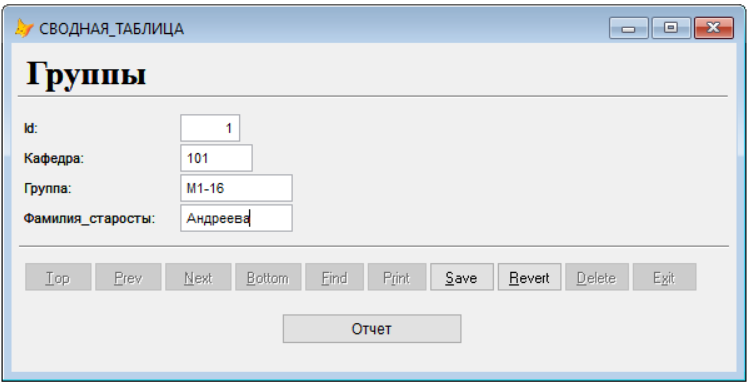 СВОДНАЯ_ТАБЛИЦА
Группы
Id: 1
Кафедра: 101
Группа: М1-16
Фамилия_старосты: Андреева
Top Prev Next Bottom Find Print Save Revert Delete Exit
Отчет